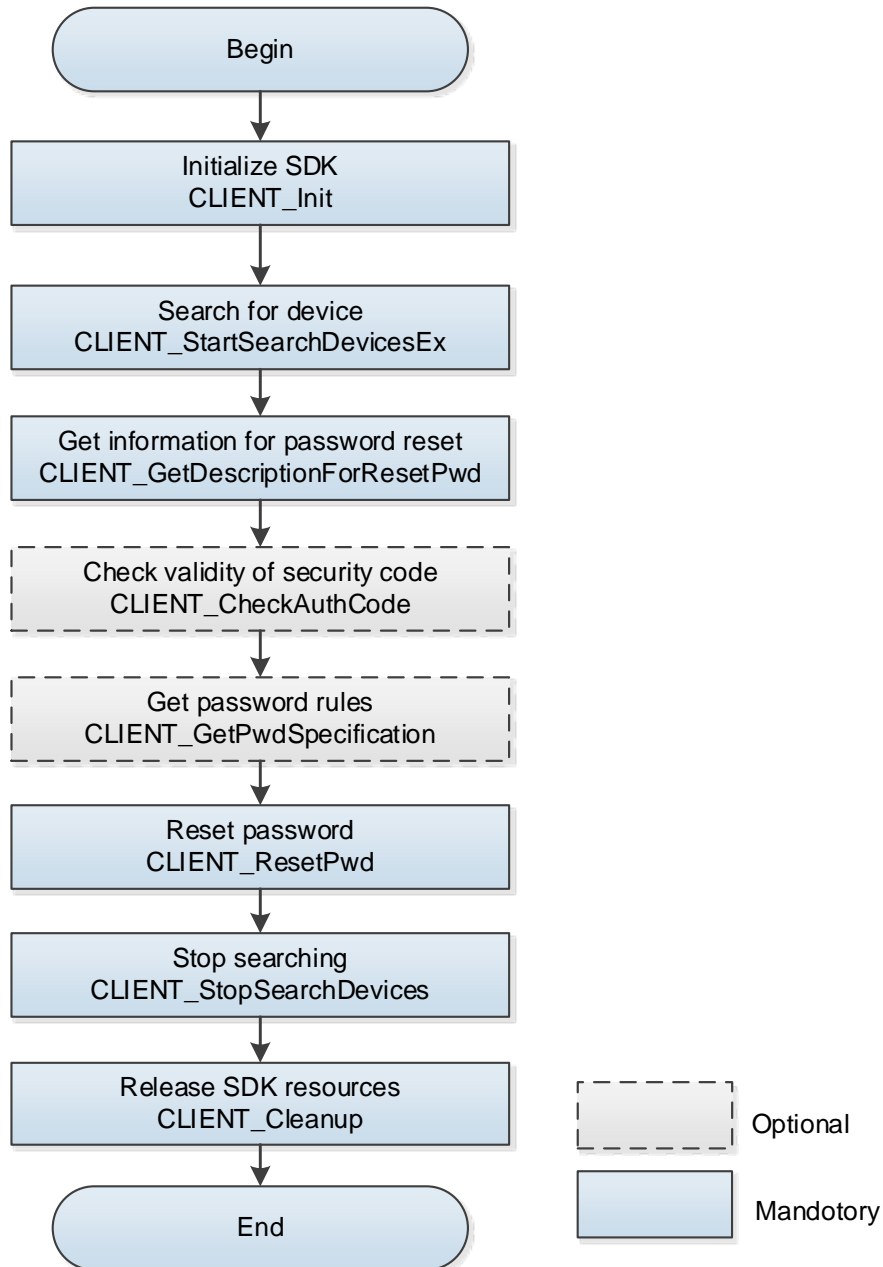 Begin
Initialize SDK
CLIENT_Init
Search for device
CLIENT_StartSearchDevicesEx
Get information for password reset
CLIENT_GetDescriptionForResetPwd
Check validity of security code
CLIENT_CheckAuthCode
Get password rules
CLIENT_GetPwdSpecification
Reset password
CLIENT_ResetPwd
Stop searching
CLIENT_StopSearchDevices
Release SDK resources
CLIENT_Cleanup
End
Optional
Mandotory